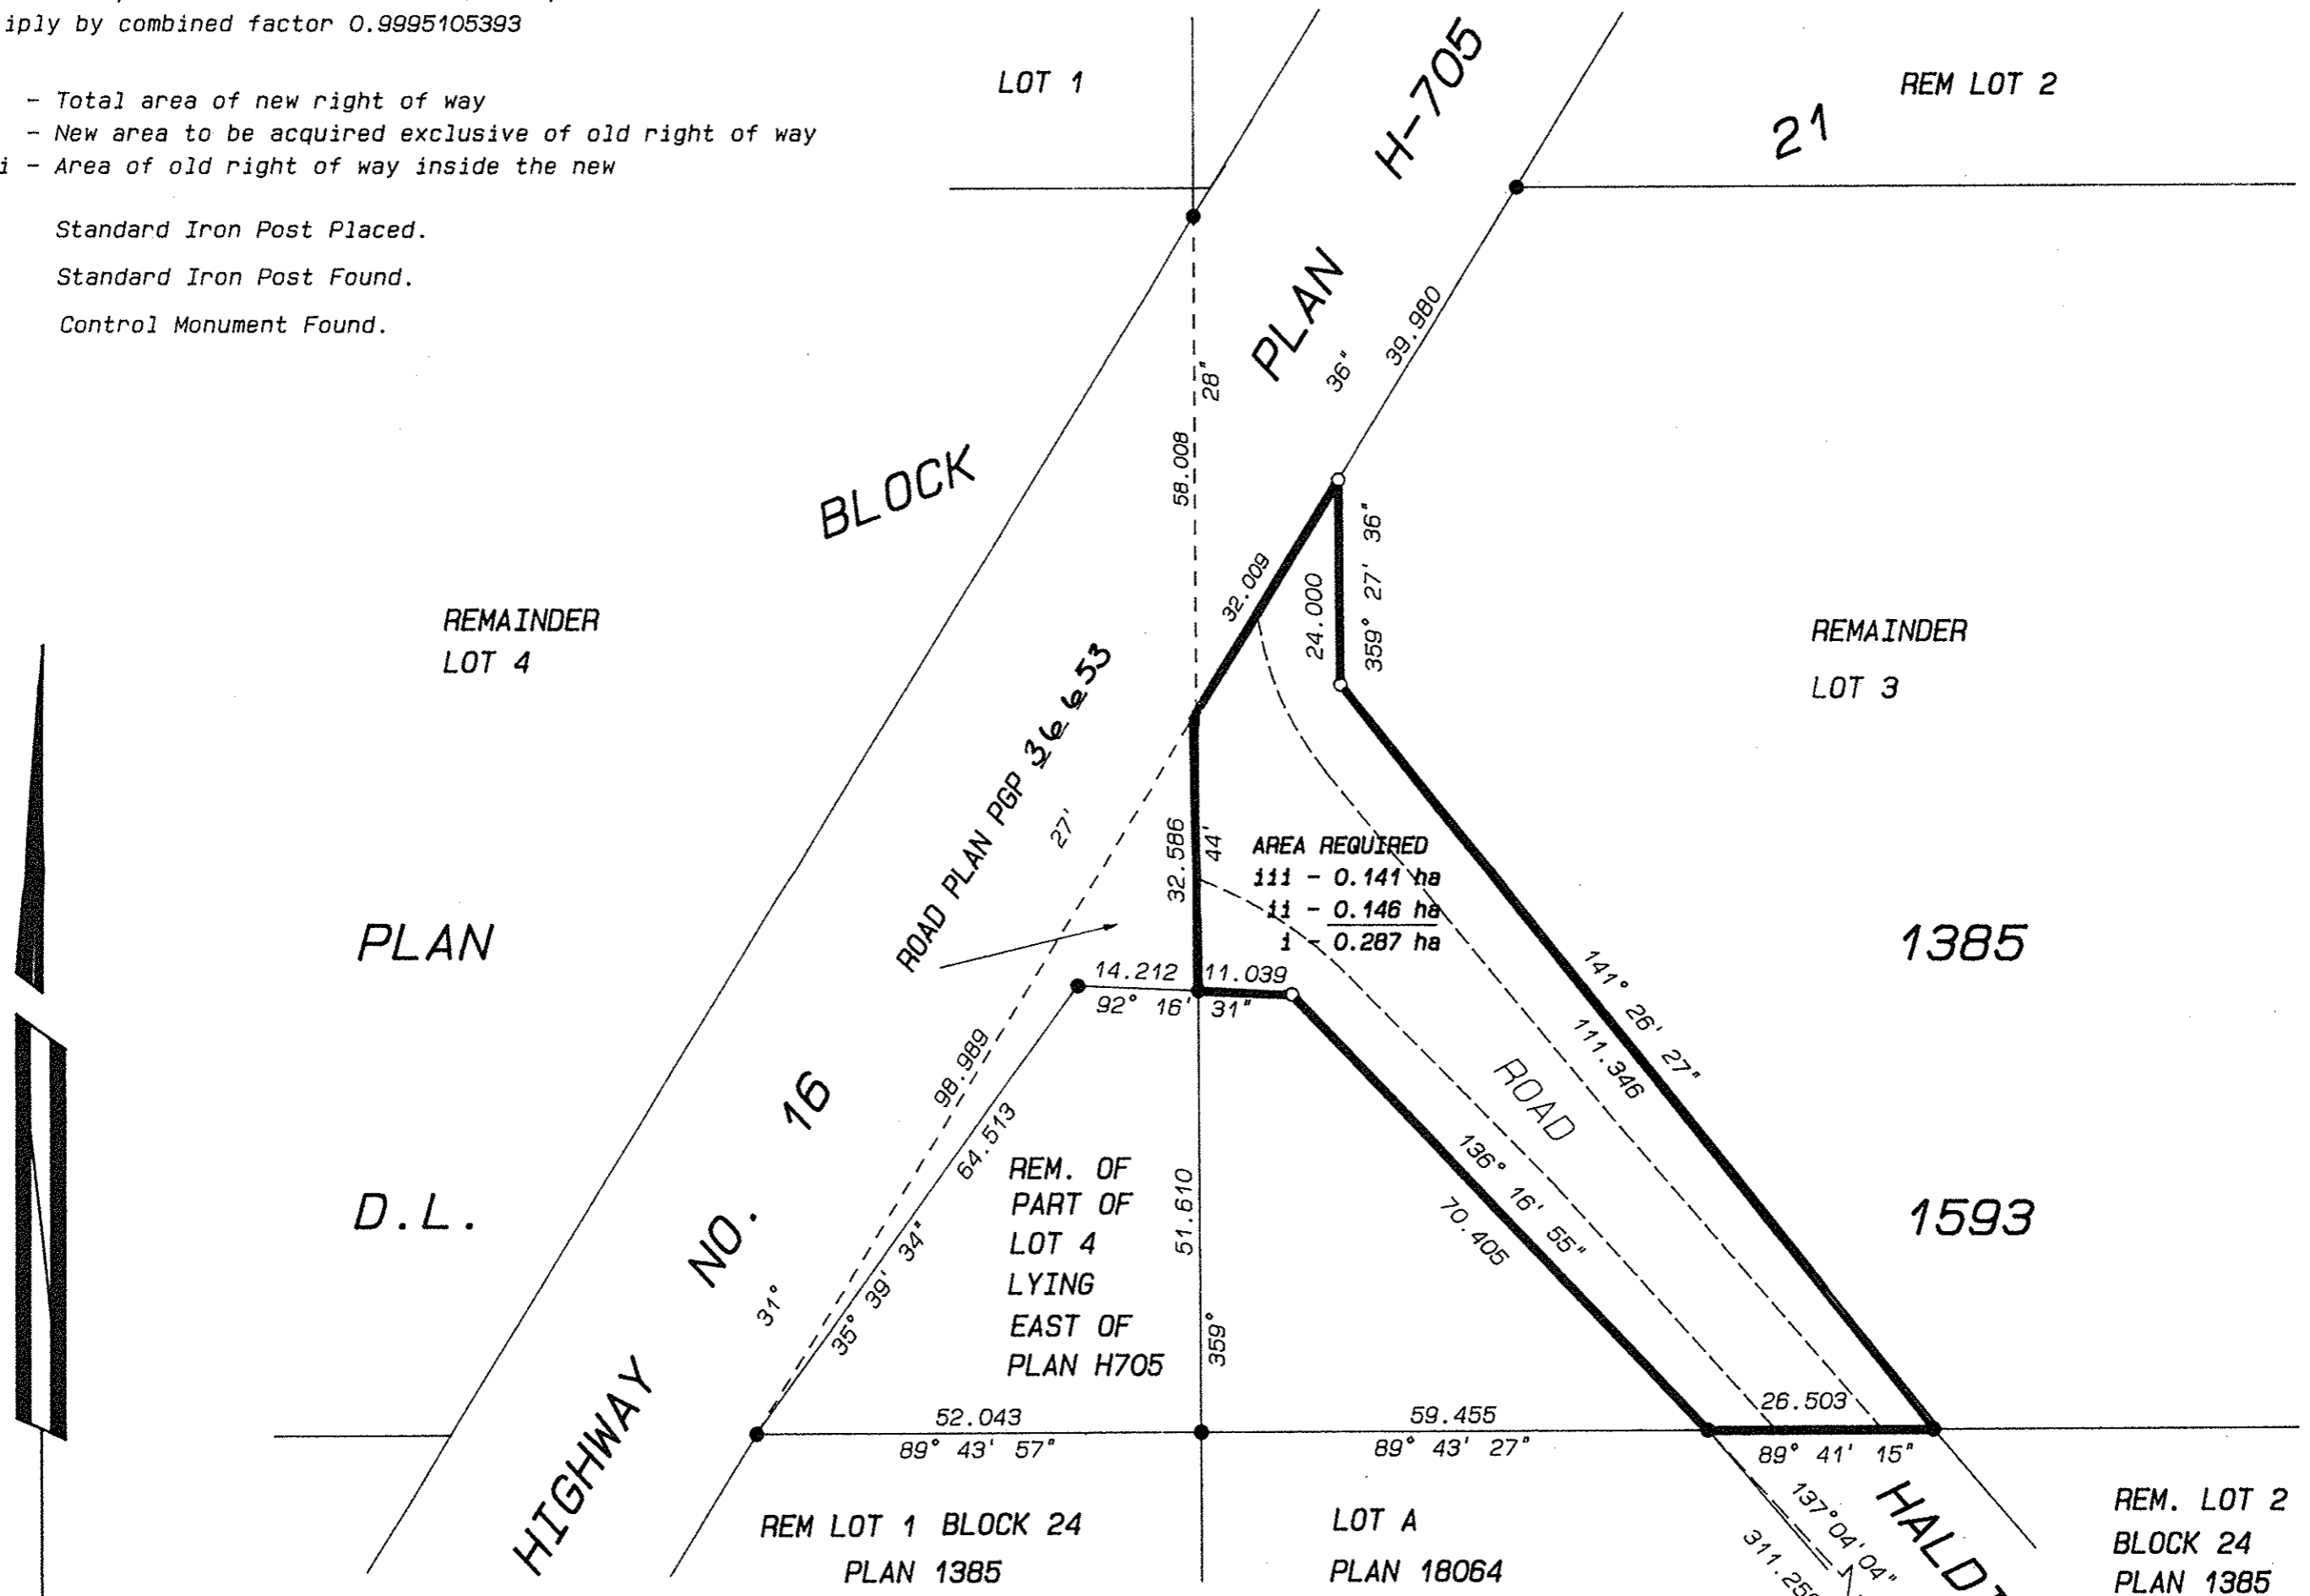 iply by combined factor 0.9995105393
- Total area of new right of way
- New area to be acquired exclusive of old right of way
i - Area of old right of way inside the new
Standard Iron Post Placed.
Standard Iron Post Found.
Control Monument Found.
LOT 1
H-705
REM LOT 2
21
PLAN
28"
58.008
36"
39.980
BLOCK
32.009
24.000
359° 27' 36"
REMAINDER
LOT 4
REMAINDER
LOT 3
ROAD PLAN PGP 36653
27'
32.586
44'
AREA REQUIRED
iii - 0.141 ha
ii - 0.146 ha
i - 0.287 ha
PLAN
1385
14.212
11.039
92° 16' 31"
141° 26' 27"
111.346
98.989
64.513
16
ROAD
REM. OF
PART OF
LOT 4
LYING
EAST OF
PLAN H705
51.610
359°
136° 16' 55"
70.405
D.L.
1593
NO.
31°
35° 39' 34"
HIGHWAY
52.043
89° 43' 57"
59.455
89° 43' 27"
26.503
89° 41' 15"
REM LOT 1 BLOCK 24
PLAN 1385
LOT A
PLAN 18064
137°04'04"
REM. LOT 2
BLOCK 24
PLAN 1385